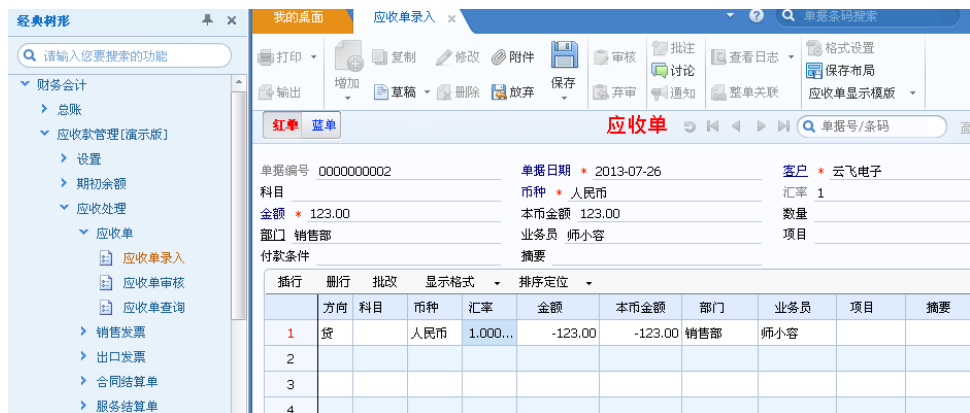 经典树形
请输入您要搜索的功能
财务会计
总账
应收款管理[演示版]
设置
期初余额
应收处理
应收单
应收单录入
应收单审核
应收单查询
销售发票
出口发票
合同结算单
服务结算单
我的桌面 应收单录入 × 单据条码搜索
打印 增加 复制 修改 附件 保存 审核 批注 查看日志 格式设置
讨论 保存布局
输出 草稿 删除 放弃 弃审 通知 整单关联 应收单显示模版
红单 蓝单 应收单 单据号/条码
单据编号 0000000002 单据日期 * 2013-07-26 客户 * 云飞电子
科目 币种 * 人民币 汇率 1
金额 * 123.00 本币金额 123.00 数量
部门 销售部 业务员 师小容 项目
付款条件 摘要
插行 删行 批改 显示格式 排序定位
方向 科目 币种 汇率 金额 本币金额 部门 业务员 项目 摘要
1 贷 人民币 1.000... -123.00 -123.00 销售部 师小容
2
3
4